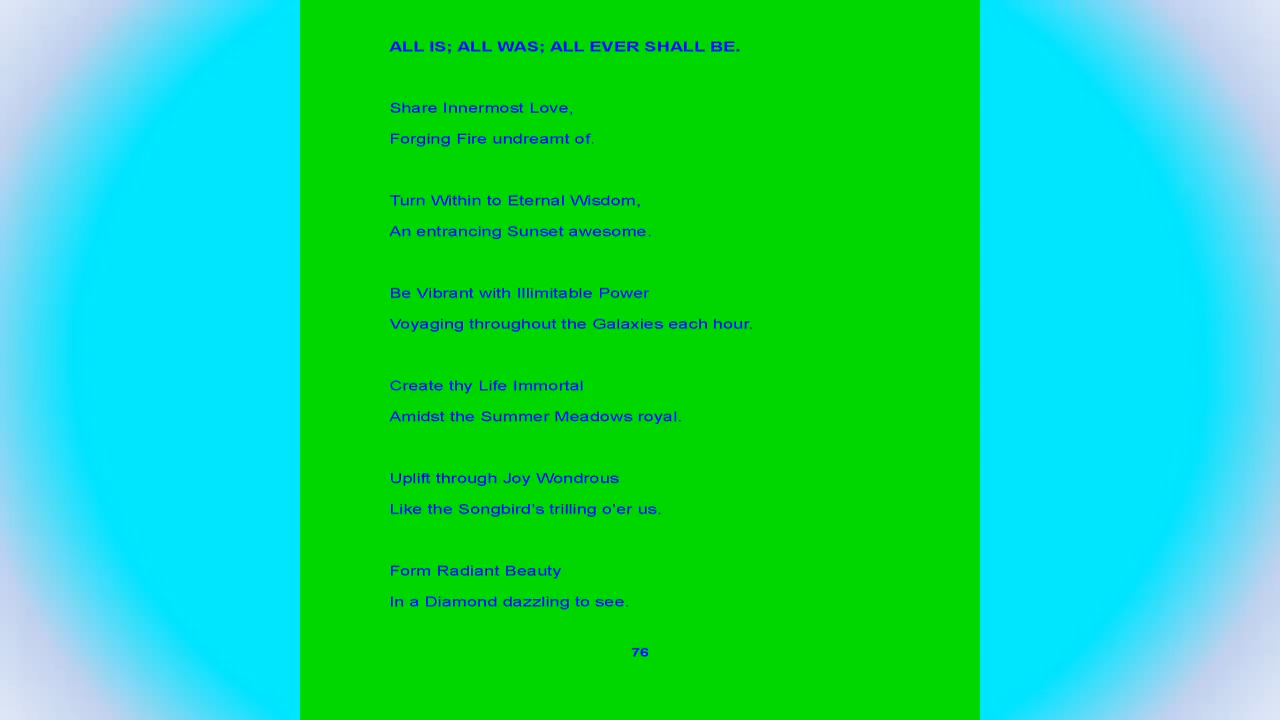 ALL IS; ALL WAS; ALL EVER SHALL BE.
Share Innermost Love,
Forging Fire undreamt of.
Turn Within to Eternal Wisdom,
An entrancing Sunset awesome.
Be Vibrant with Illimitable Power
Voyaging throughout the Galaxies each hour.
Create thy Life Immortal
Amidst the Summer Meadows royal.
Uplift through Joy Wondrous
Like the Songbird's trilling o'er us.
Form Radiant Beauty
In a Diamond dazzling to see.
76